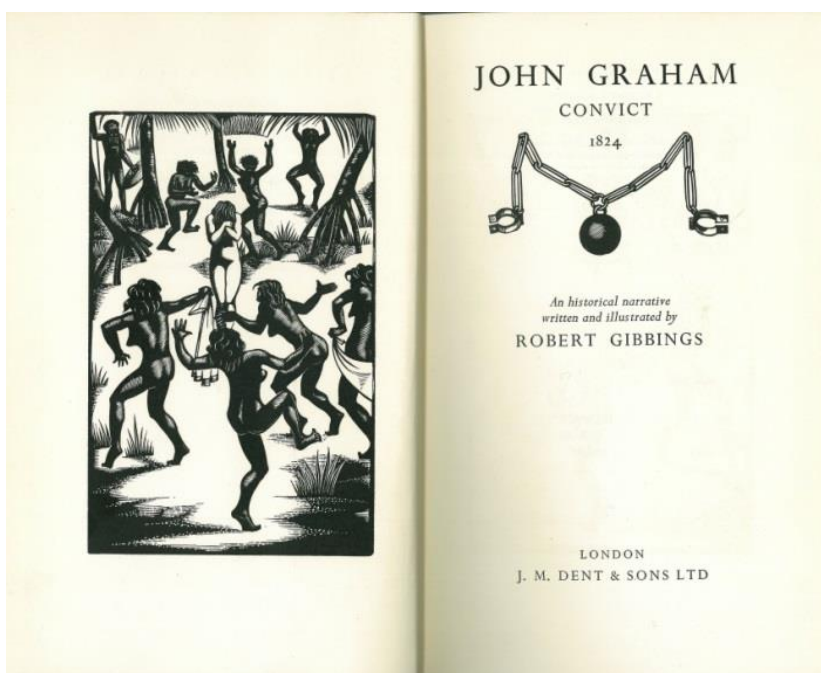 JOHN GRAHAM
CONVICT
1824
An historical narrative
written and illustrated by
ROBERT GIBBINGS
LONDON
J. M. DENT & SONS LTD